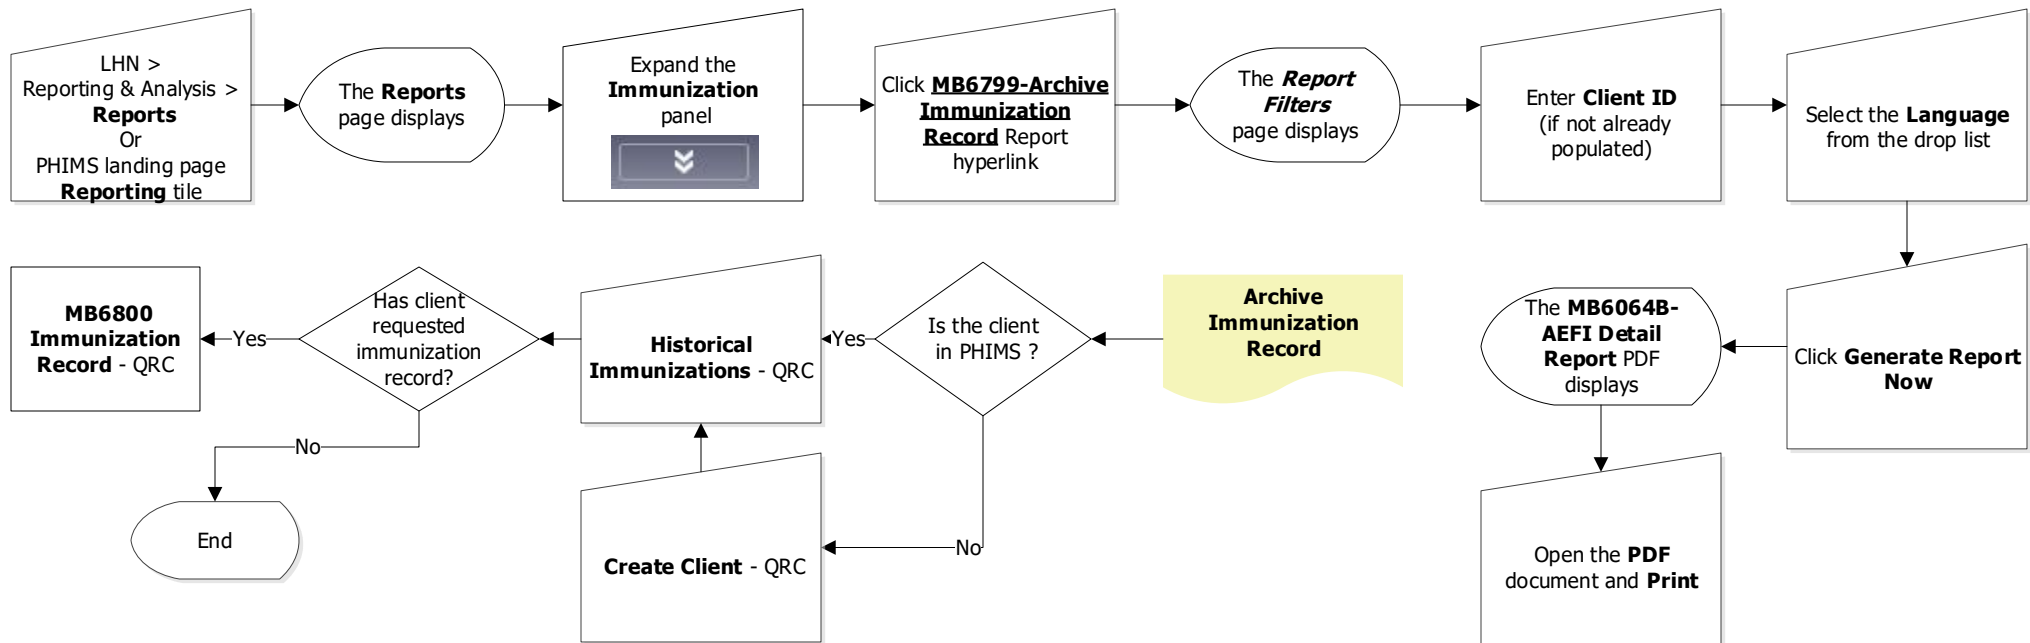 LHN >
Reporting & Analysis >
Reports
Or
PHIMS landing page
Reporting tile
The Reports
page displays
Expand the
Immunization
panel
Click MB6799-Archive
Immunization
Record Report
hyperlink
The Report
Filters
page displays
Enter Client ID
(if not already
populated)
Select the Language
from the drop list
Click Generate Report
Now
The MB6064B-
AEFI Detail
Report PDF
displays
Open the PDF
document and Print
Archive
Immunization
Record
Is the client
in PHIMS ?
Yes
No
Create Client - QRC
Historical
Immunizations - QRC
Has client
requested
immunization
record?
Yes
MB6800
Immunization
Record - QRC
No
End